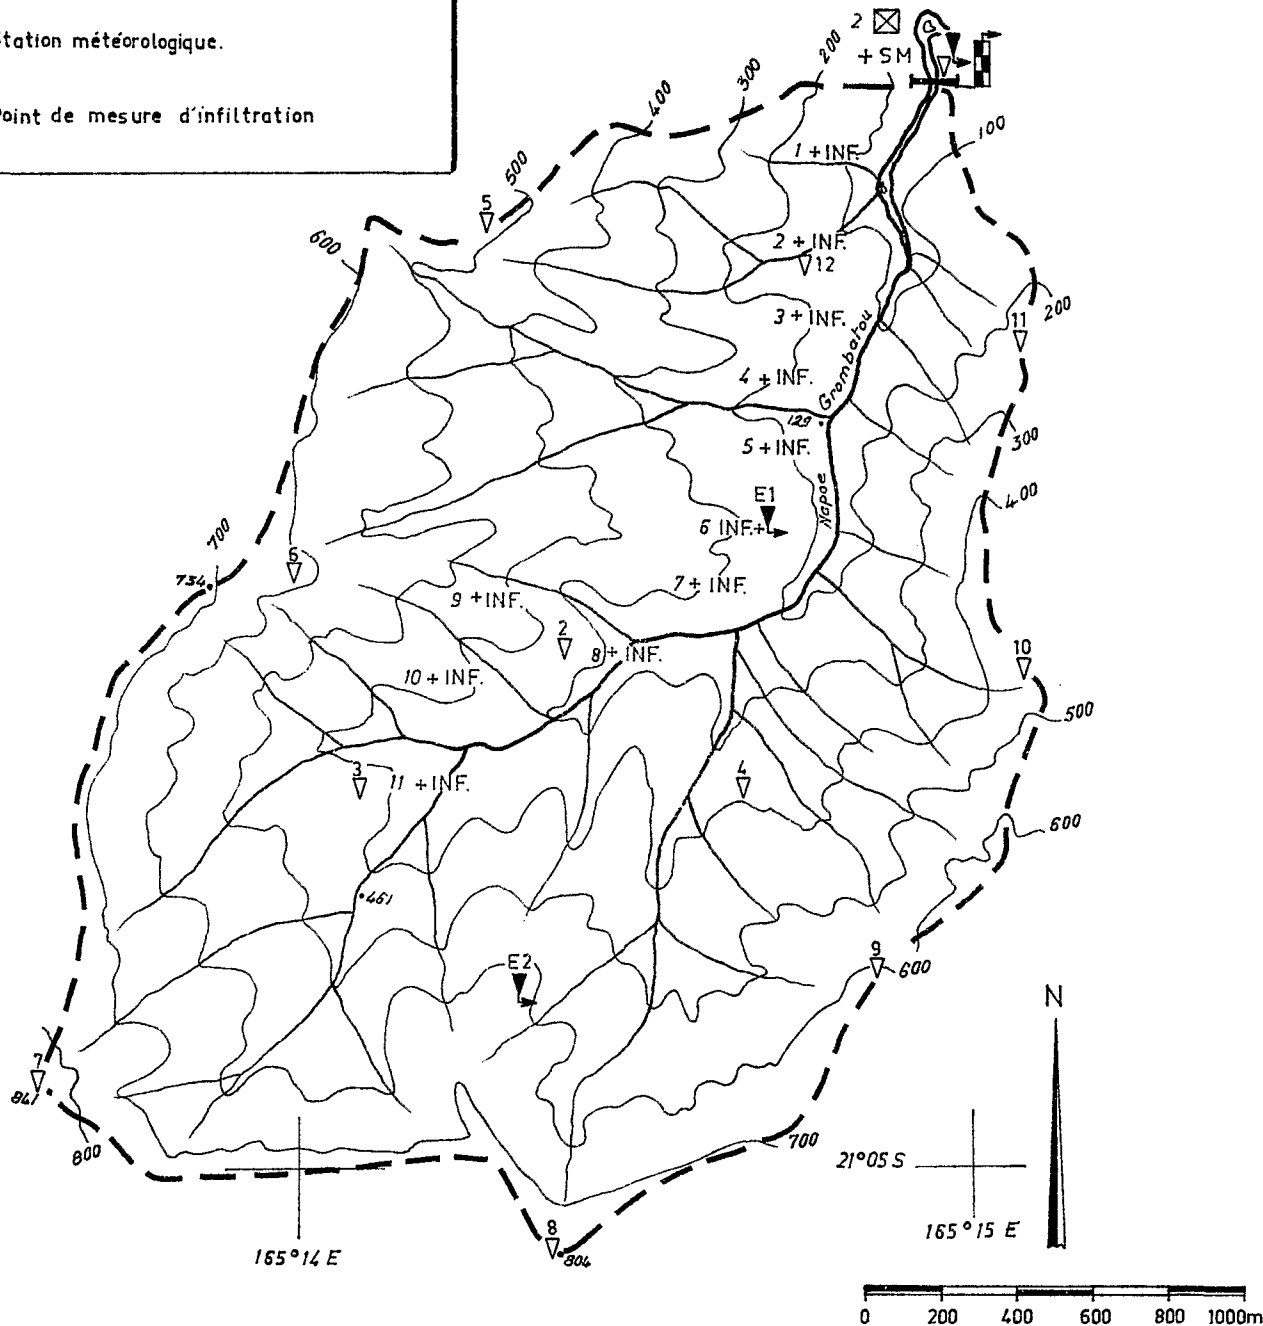 Station météorologique.
Point de mesure d'infiltration
2
+ SM
200
300
400
100
1 + INF.
500
5
600
2 + INF.
12
200
11
3 + INF.
Grombatou
4 + INF.
129
5 + INF.
300
E1
Napoe
400
6 INF.+
700
6
734
7 + INF.
9 + INF.
2
8 + INF.
10
10 + INF.
500
3
11 + INF.
4
600
461
9
600
E2
N
7
841
800
700
21°05 S
165°15 E
165°14 E
8
804
0 200 400 600 800 1000m